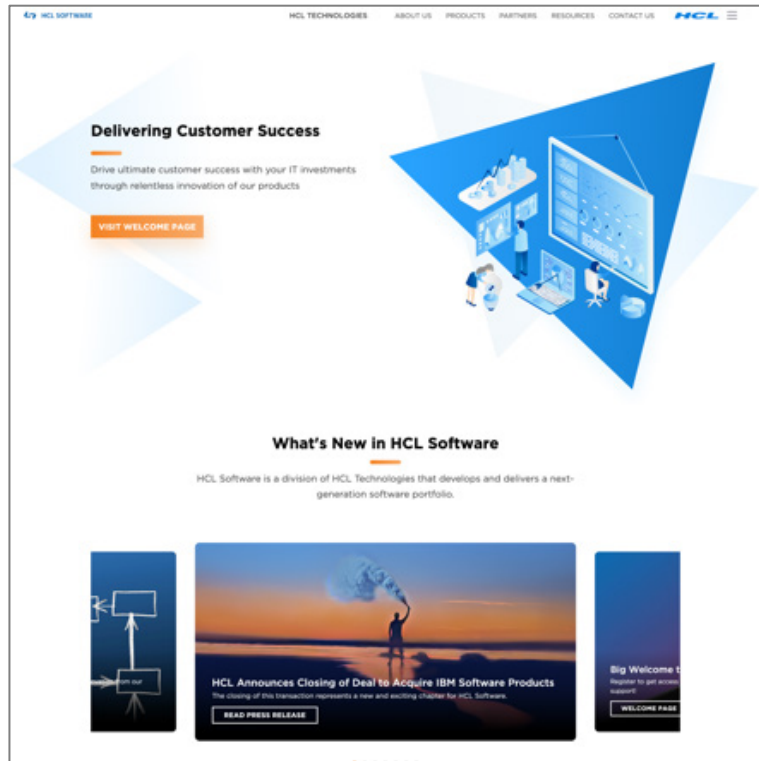 HCL SOFTWARE
HCL TECHNOLOGIES ABOUT US PRODUCTS PARTNERS RESOURCES CONTACT US HCL
Delivering Customer Success
Drive ultimate customer success with your IT investments
through relentless innovation of our products
VISIT WELCOME PAGE
What's New in HCL Software
HCL Software is a division of HCL Technologies that develops and delivers a next-
generation software portfolio.
from our
HCL Announces Closing of Deal to Acquire IBM Software Products
The closing of this transaction represents a new and exciting chapter for HCL Software.
READ PRESS RELEASE
Big Welcome t
Register to get access
support!
WELCOME PAGE